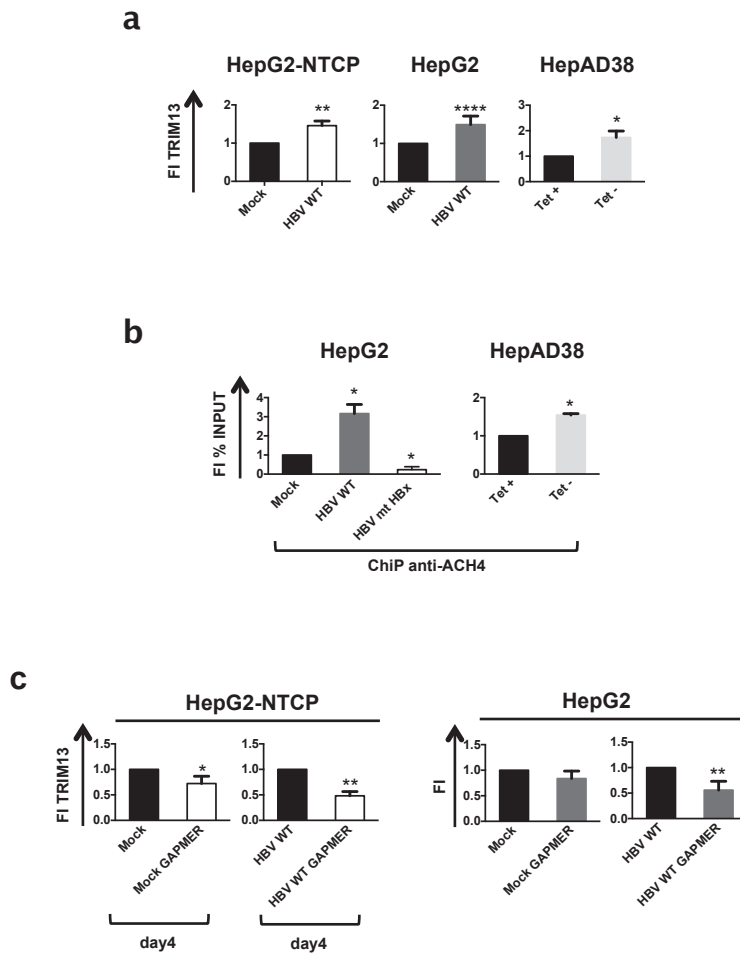 a
HepG2-NTCP HepG2 HepAD38
FI TRIM13
2
1
0
Mock
**
HBV WT
2
1
0
Mock
****
HBV WT
3
2
1
0
Tet +
*
Tet -
b
HepG2 HepAD38
FI % INPUT
4
3
2
1
0
Mock
*
HBV WT
*
HBV mt HBx
2
1
0
Tet +
*
Tet -
ChiP anti-ACH4
c
HepG2-NTCP HepG2
FI TRIM13
1.5
1.0
0.5
0.0
Mock
*
Mock GAPMER
day4
1.5
1.0
0.5
0.0
HBV WT
**
HBV WT GAPMER
day4
FI
1.5
1.0
0.5
0.0
Mock
Mock GAPMER
1.5
1.0
0.5
0.0
HBV WT
**
HBV WT GAPMER